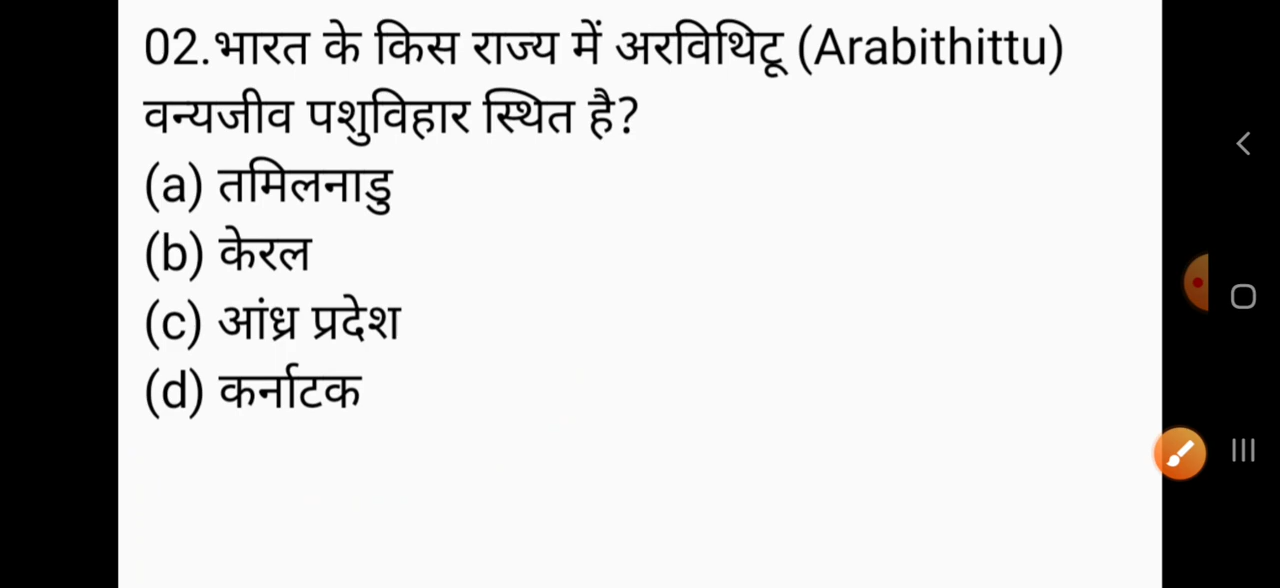 02.भारत के किस राज्य में अरविथिटू (Arabithittu)
वन्यजीव पशुविहार स्थित है?
(a) तमिलनाडु
(b) केरल
(c) आंध्र प्रदेश
(d) कर्नाटक